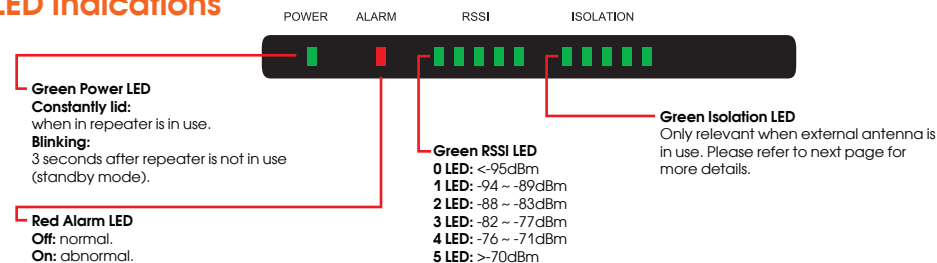 LED Indications
POWER ALARM RSSI ISOLATION
Green Power LED
Constantly lid:
when in repeater is in use.
Blinking:
3 seconds after repeater is not in use
(standby mode).
Red Alarm LED
Off: normal.
On: abnormal.
Green RSSI LED
0 LED: <-95dBm
1 LED: -94 ~ -89dBm
2 LED: -88 ~ -83dBm
3 LED: -82 ~ -77dBm
4 LED: -76 ~ -71dBm
5 LED: >-70dBm
Green Isolation LED
Only relevant when external antenna is
in use. Please refer to next page for
more details.